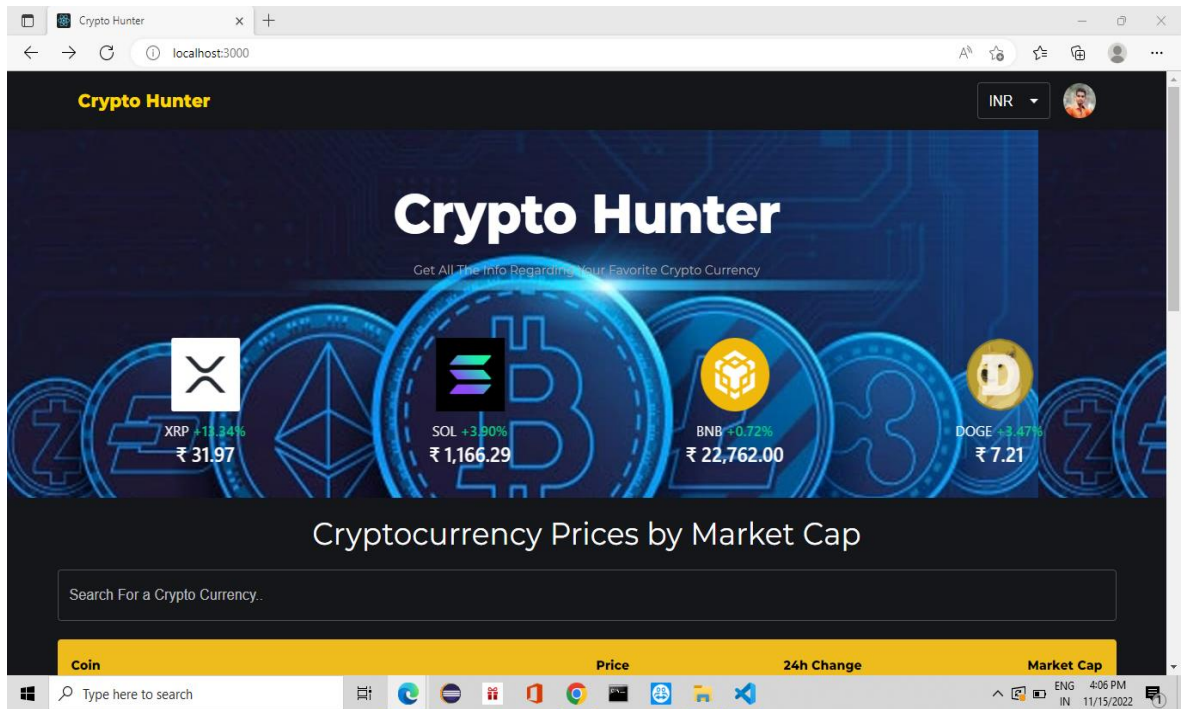 Crypto Hunter
localhost:3000
Crypto Hunter
INR
Crypto Hunter
Get All The Info Regarding Your Favorite Crypto Currency
XRP +13.34%
₹ 31.97
SOL +3.90%
₹ 1,166.29
BNB +0.72%
₹ 22,762.00
DOGE +3.47%
₹ 7.21
Cryptocurrency Prices by Market Cap
Search For a Crypto Currency..
Coin Price 24h Change Market Cap
Type here to search
ENG 4:06 PM
IN 11/15/2022
1